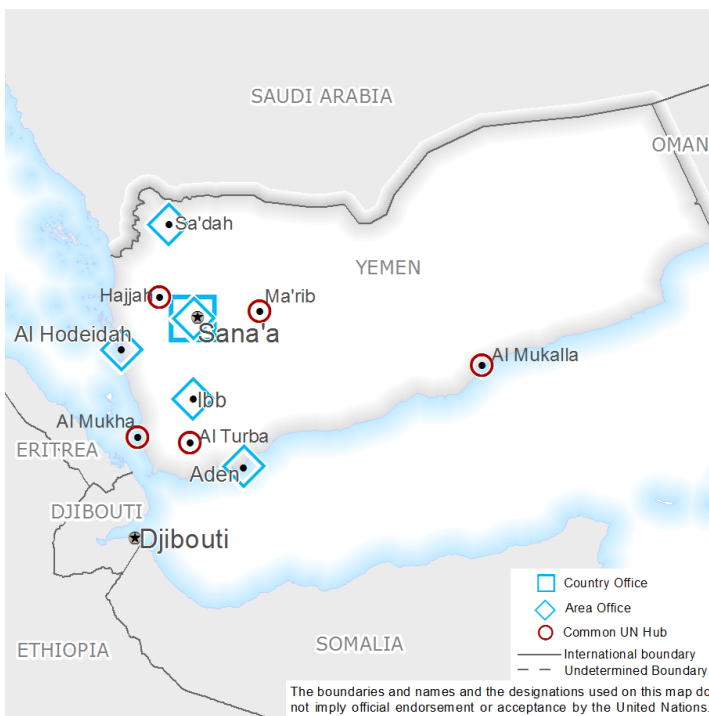 SAUDI ARABIA
OMAN
Sa'dah
YEMEN
Hajjah
Ma'rib
Sana'a
Al Hodeidah
Al Mukalla
Ibb
Al Mukha
Al Turba
ERITREA
Aden
DJIBOUTI
Djibouti
Country Office
Area Office
Common UN Hub
International boundary
Undetermined Boundary
ETHIOPIA
SOMALIA
The boundaries and names and the designations used on this map do
not imply official endorsement or acceptance by the United Nations.